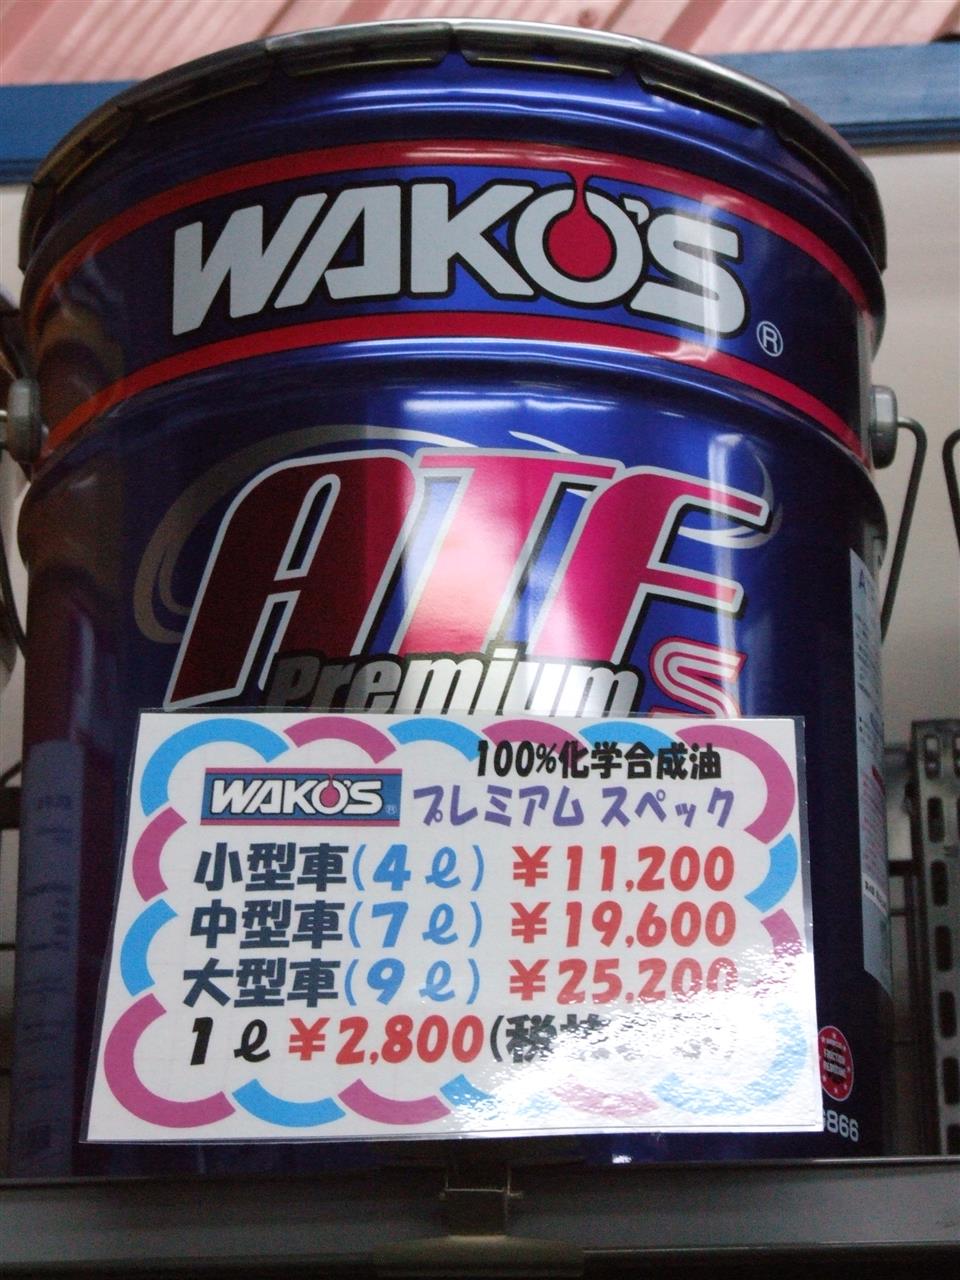 WAKO'S
®
ATF
Premium S
100%化学合成油
WAKO'S® プレミアム スペック
小型車(4ℓ) ¥11,200
中型車(7ℓ) ¥19,600
大型車(9ℓ) ¥25,200
1ℓ ¥2,800(税
866